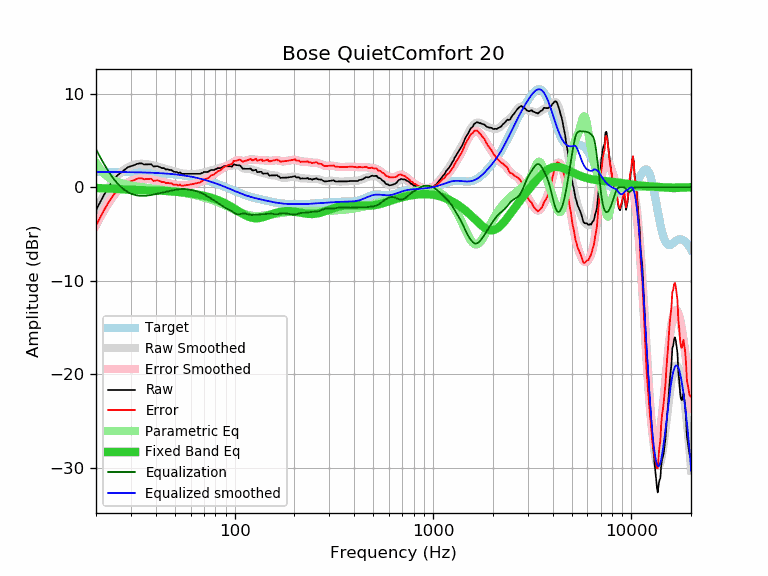 Bose QuietComfort 20
10
0
−10
−20
−30
Amplitude (dBr)
Target
Raw Smoothed
Error Smoothed
Raw
Error
Parametric Eq
Fixed Band Eq
Equalization
Equalized smoothed
100
1000
10000
Frequency (Hz)